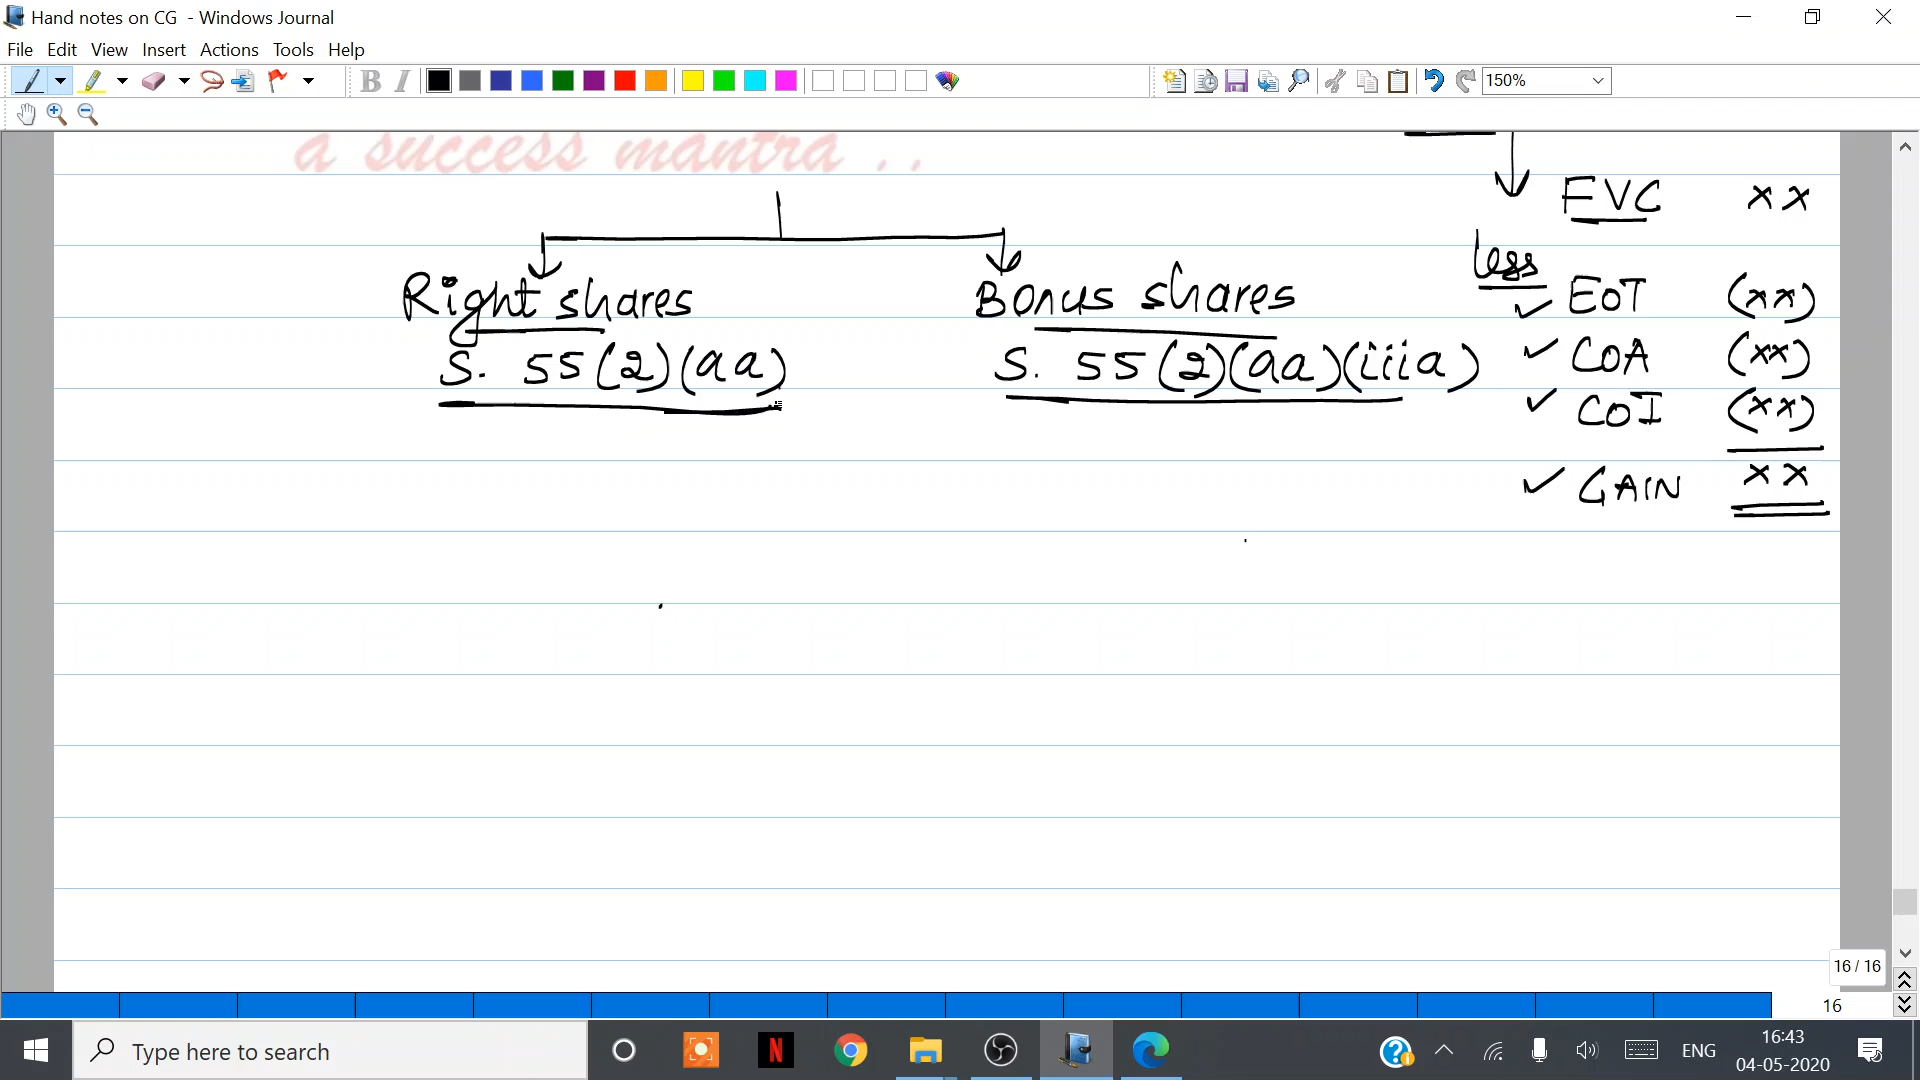 Hand notes on CG - Windows Journal
File Edit View Insert Actions Tools Help
B I
150%
a success mantra ..
FVC xx
less
Right shares Bonus shares EOT (xx)
S. 55(2)(aa) S. 55(2)(aa)(iiia) COA (xx)
COI (xx)
GAIN xx
16 / 16
16
Type here to search
N
ENG
16:43
04-05-2020